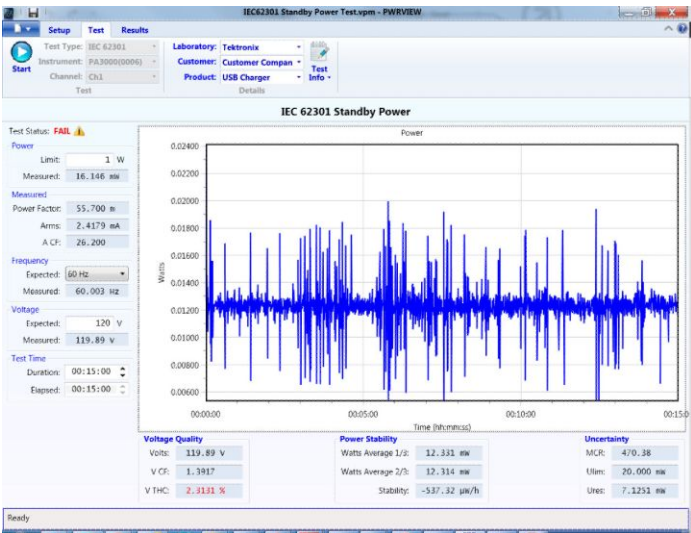 IEC62301 Standby Power Test.vpm - PWRVIEW
Setup Test Results
Test Type: IEC 62301 Laboratory: Tektronix
Start Instrument: PA3000(0006) Customer: Customer Compan Test
Channel: Ch1 Product: USB Charger Info
Test Details
IEC 62301 Standby Power
Test Status: FAIL
Power
Limit: 1 W
Measured: 16.146 mW
Measured
Power Factor: 55.700 m
Arms: 2.4179 mA
A CF: 26.200
Frequency
Expected: 60 Hz
Measured: 60.003 Hz
Voltage
Expected: 120 V
Measured: 119.89 V
Test Time
Duration: 00:15:00
Elapsed: 00:15:00
Power
Watts
0.02400
0.02200
0.02000
0.01800
0.01600
0.01400
0.01200
0.01000
0.00800
0.00600
00:00:00 00:05:00 00:10:00 00:15:0
Time (hh:mm:ss)
Voltage Quality Power Stability Uncertainty
Volts: 119.89 V Watts Average 1/3: 12.331 mW MCR: 470.38
V CF: 1.3917 Watts Average 2/3: 12.314 mW Ulim: 20.000 mW
V THC: 2.3131 % Stability: -537.32 µW/h Ures: 7.1251 mW
Ready